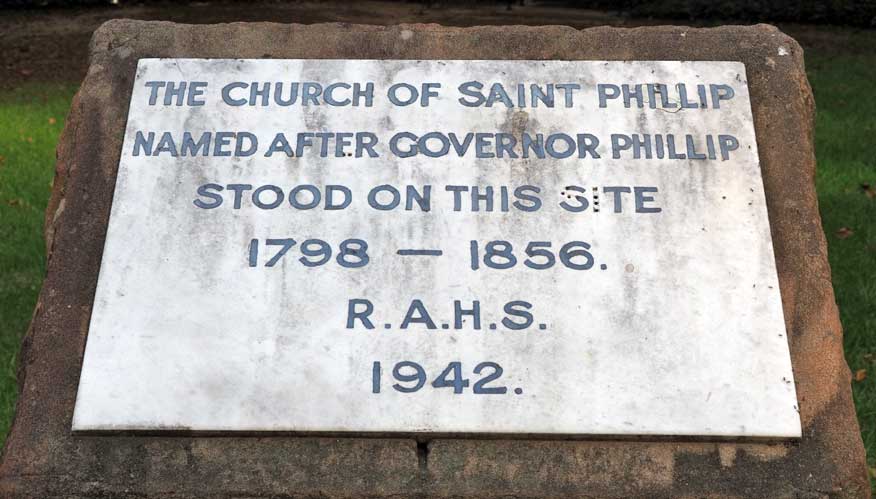 THE CHURCH OF SAINT PHILLIP
NAMED AFTER GOVERNOR PHILLIP
STOOD ON THIS SITE
1798 — 1856.
R.A.H.S.
1942.